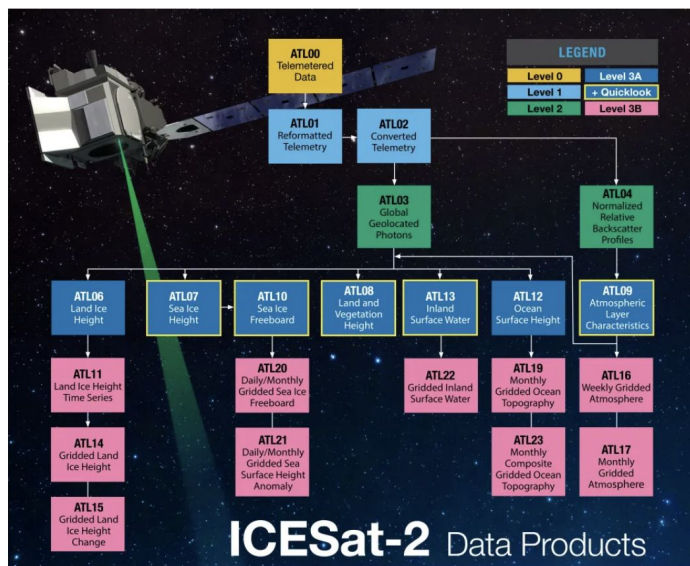 ATL00
Telemetered
Data
LEGEND
Level 0
Level 3A
Level 1
+ Quicklook
Level 2
Level 3B
ATL01
Reformatted
Telemetry
ATL02
Converted
Telemetry
ATL03
Global
Geolocated
Photons
ATL04
Normalized
Relative
Backscatter
Profiles
ATL06
Land Ice
Height
ATL07
Sea Ice
Height
ATL10
Sea Ice
Freeboard
ATL08
Land and
Vegetation
Height
ATL13
Inland
Surface Water
ATL12
Ocean
Surface Height
ATL09
Atmospheric
Layer
Characteristics
ATL11
Land Ice Height
Time Series
ATL20
Daily/Monthly
Gridded Sea Ice
Freeboard
ATL22
Gridded Inland
Surface Water
ATL19
Monthly
Gridded Ocean
Topography
ATL16
Weekly Gridded
Atmosphere
ATL14
Gridded Land
Ice Height
ATL21
Daily/Monthly
Gridded Sea
Surface Height
Anomaly
ATL23
Monthly
Composite
Gridded Ocean
Topography
ATL17
Monthly
Gridded
Atmosphere
ATL15
Gridded Land
Ice Height
Change
ICESat-2 Data Products